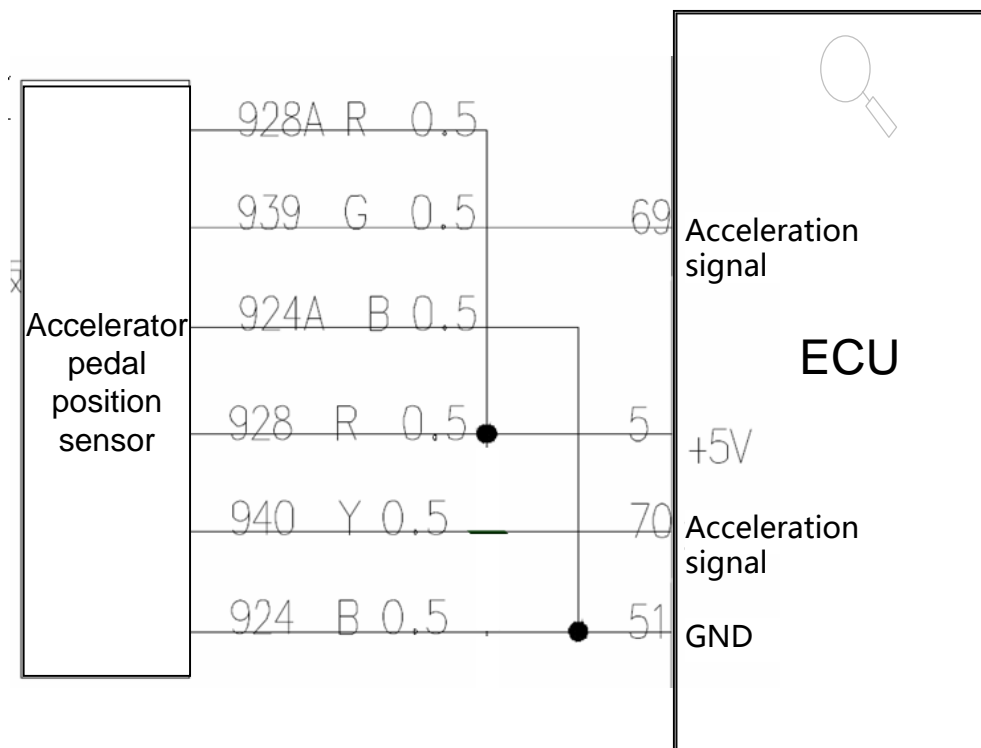 928A R 0.5
939 G 0.5
69
Acceleration
signal
924A B 0.5
Accelerator
pedal
position
sensor
ECU
928 R 0.5
5
+5V
940 Y 0.5
70
Acceleration
signal
924 B 0.5
51
GND